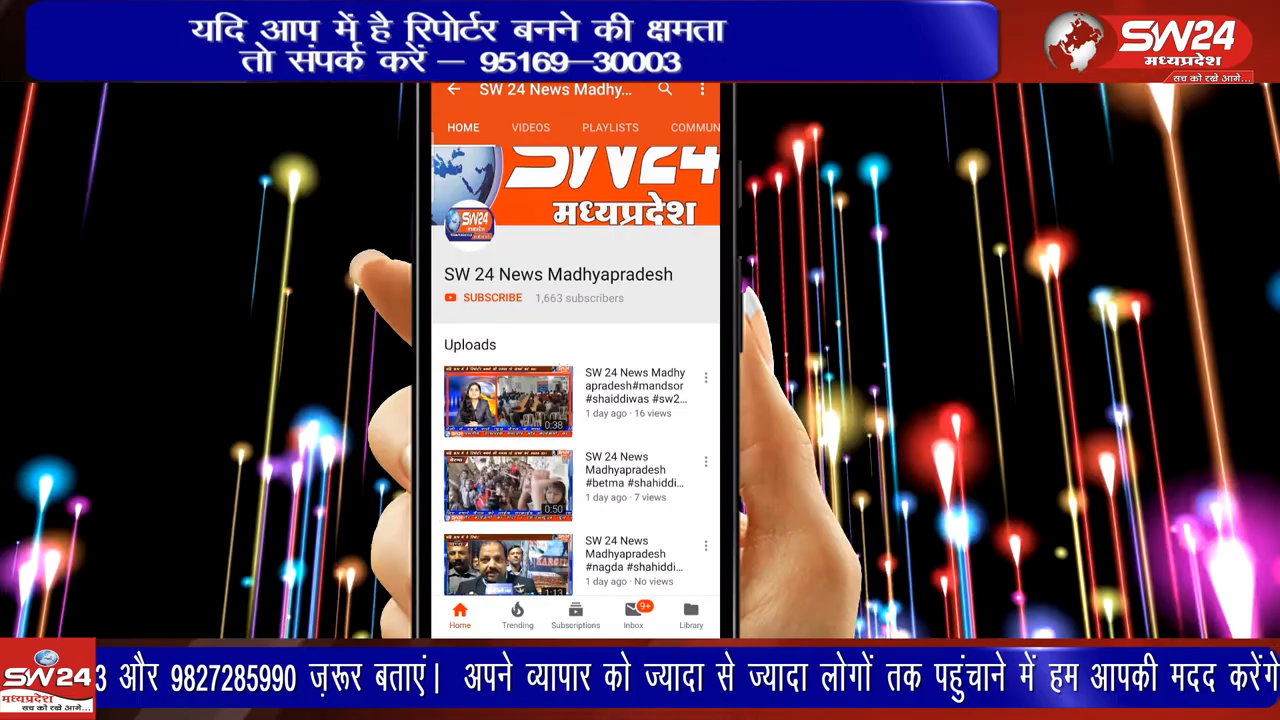 यदि आप में है रिपोर्टर बनने की क्षमता
तो संपर्क करें – 95169–30003
SW24
मध्यप्रदेश
सच को रखे आगे...
SW 24 News Madhy...
HOME VIDEOS PLAYLISTS COMMUN
SW24
मध्यप्रदेश
SW24
SW 24 News Madhyapradesh
SUBSCRIBE 1,663 subscribers
Uploads
SW 24 News Madhy
apradesh#mandsor
#shaiddiwas #sw2...
1 day ago · 16 views
0:38
SW 24 News
Madhyapradesh
#betma #shahiddi...
1 day ago · 7 views
0:50
SW 24 News
Madhyapradesh
#nagda #shahiddi...
1 day ago · No views
1:13
9+
Home Trending Subscriptions Inbox Library
SW24
मध्यप्रदेश
सच को रखे आगे...
3 और 9827285990 ज़रूर बताएं। अपने व्यापार को ज्यादा से ज्यादा लोगों तक पहुंचाने में हम आपकी मदद करेंगे